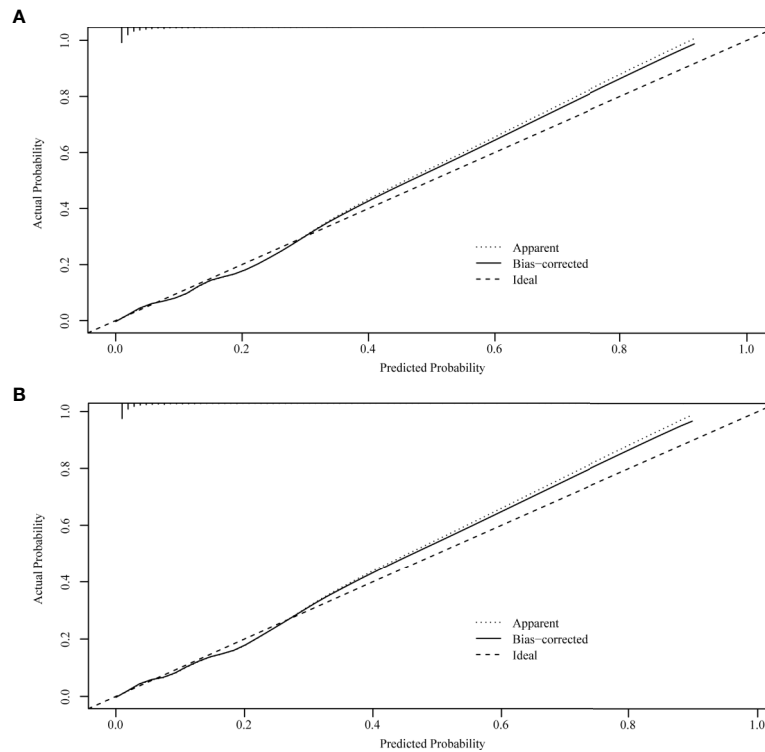 A
1.0
0.8
0.6
0.4
0.2
0.0
Actual Probability
Apparent
Bias-corrected
Ideal
0.0 0.2 0.4 0.6 0.8 1.0
Predicted Probability
B
1.0
0.8
0.6
0.4
0.2
0.0
Actual Probability
Apparent
Bias-corrected
Ideal
0.0 0.2 0.4 0.6 0.8 1.0
Predicted Probability